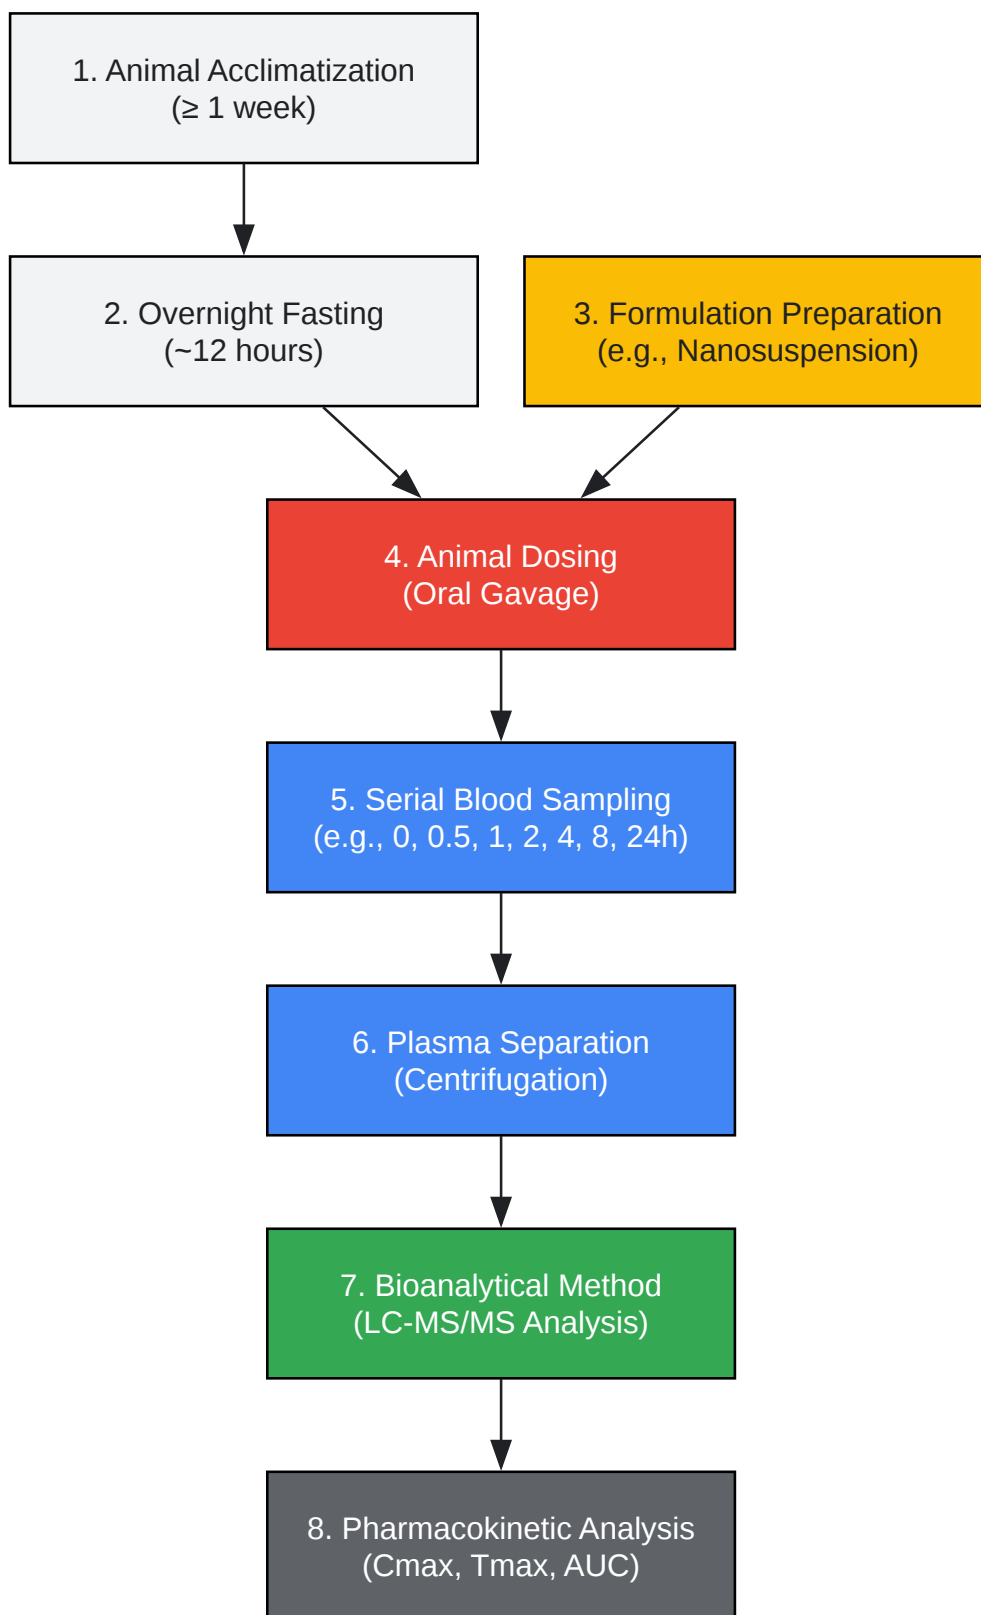 1. Animal Acclimatization
(≥ 1 week)
2. Overnight Fasting
(~12 hours)
3. Formulation Preparation
(e.g., Nanosuspension)
4. Animal Dosing
(Oral Gavage)
5. Serial Blood Sampling
(e.g., 0, 0.5, 1, 2, 4, 8, 24h)
6. Plasma Separation
(Centrifugation)
7. Bioanalytical Method
(LC-MS/MS Analysis)
8. Pharmacokinetic Analysis
(Cmax, Tmax, AUC)